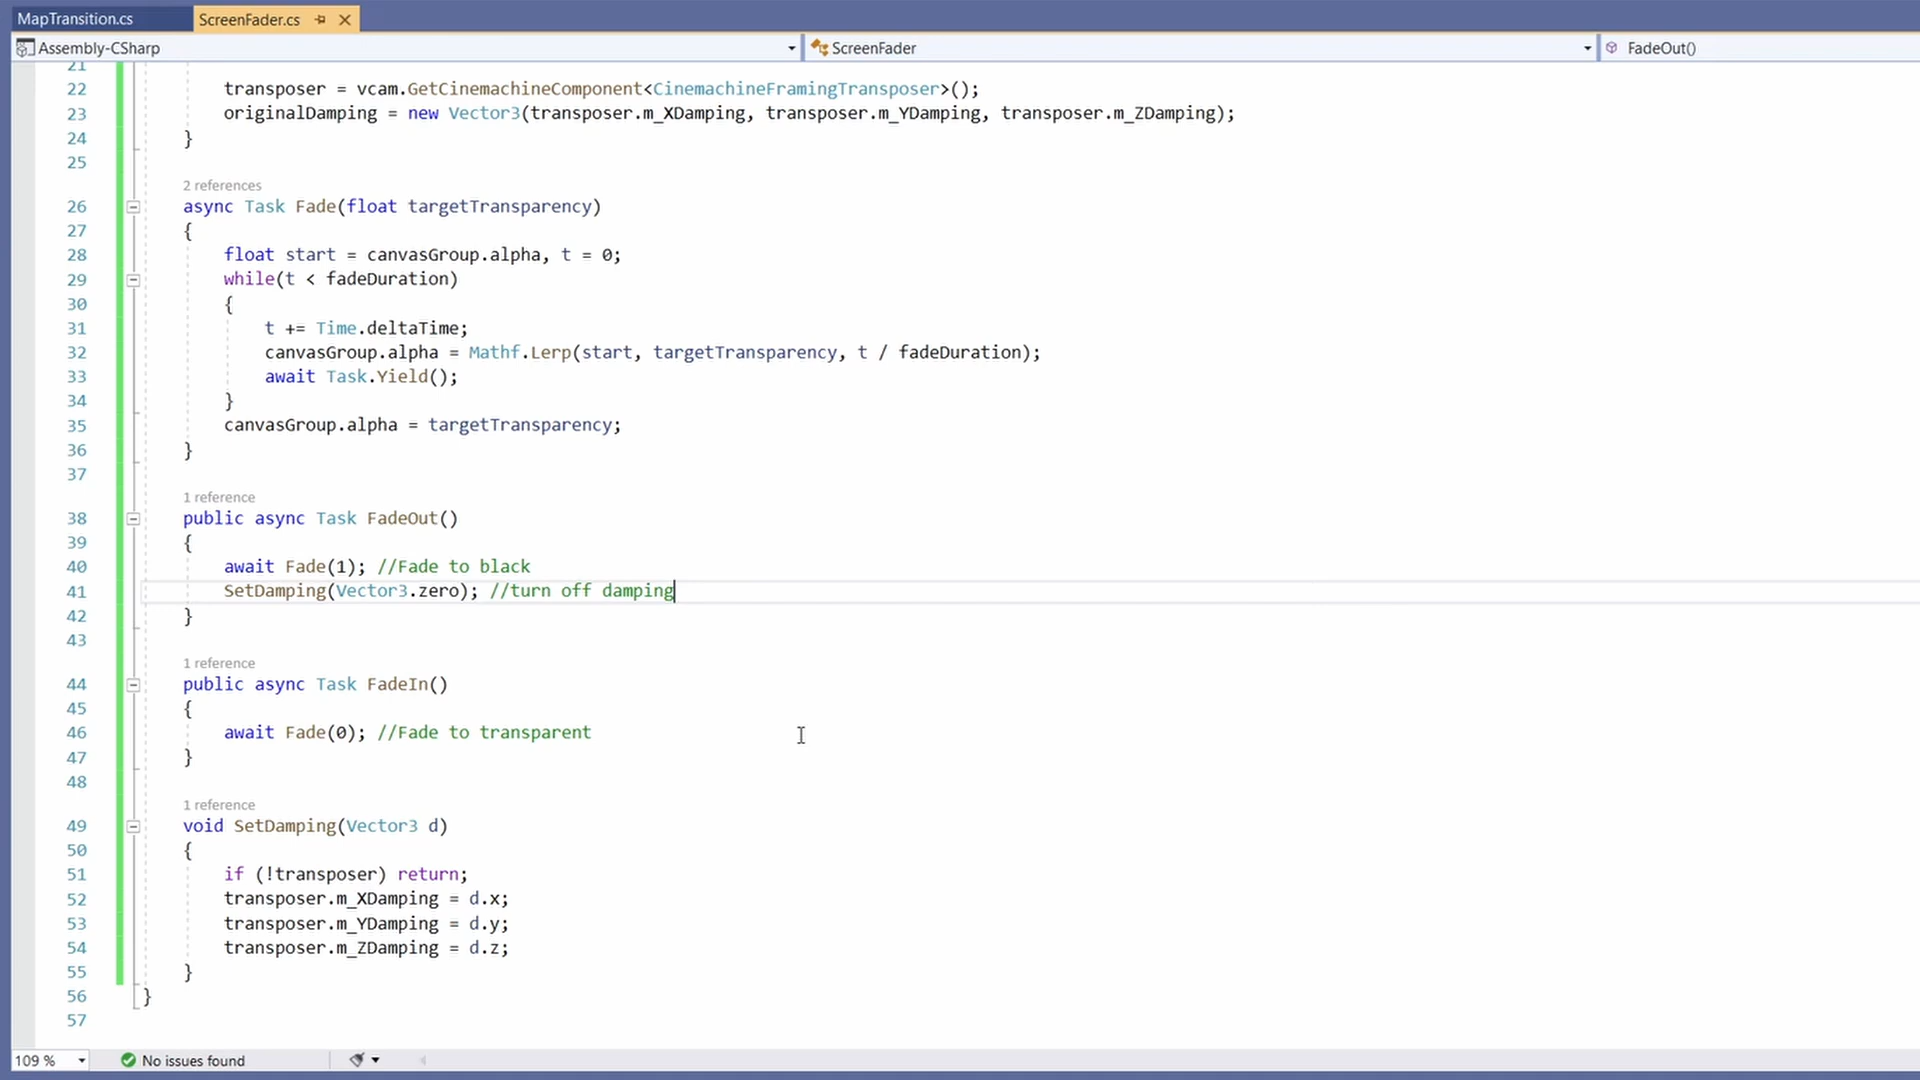 MapTransition.cs ScreenFader.cs
Assembly-CSharp ScreenFader FadeOut()
21
22 transposer = vcam.GetCinemachineComponent<CinemachineFramingTransposer>();
23 originalDamping = new Vector3(transposer.m_XDamping, transposer.m_YDamping, transposer.m_ZDamping);
24 }
25
2 references
26 async Task Fade(float targetTransparency)
27 {
28 float start = canvasGroup.alpha, t = 0;
29 while(t < fadeDuration)
30 {
31 t += Time.deltaTime;
32 canvasGroup.alpha = Mathf.Lerp(start, targetTransparency, t / fadeDuration);
33 await Task.Yield();
34 }
35 canvasGroup.alpha = targetTransparency;
36 }
37
1 reference
38 public async Task FadeOut()
39 {
40 await Fade(1); //Fade to black
41 SetDamping(Vector3.zero); //turn off damping
42 }
43
1 reference
44 public async Task FadeIn()
45 {
46 await Fade(0); //Fade to transparent
47 }
48
1 reference
49 void SetDamping(Vector3 d)
50 {
51 if (!transposer) return;
52 transposer.m_XDamping = d.x;
53 transposer.m_YDamping = d.y;
54 transposer.m_ZDamping = d.z;
55 }
56 }
57
109 % No issues found